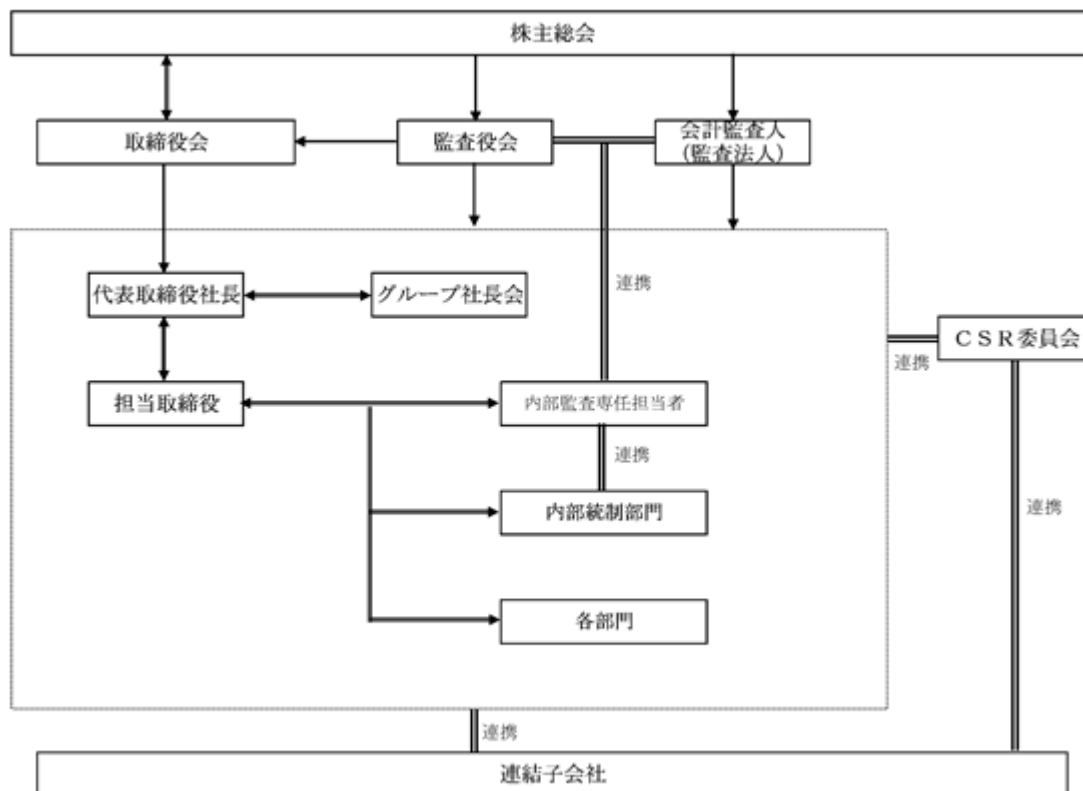 株主総会
取締役会
監査役会
会計監査人
（監査法人）
連携
代表取締役社長
グループ社長会
ＣＳＲ委員会
連携
担当取締役
内部監査専任担当者
連携
内部統制部門
連携
各部門
連携
連結子会社